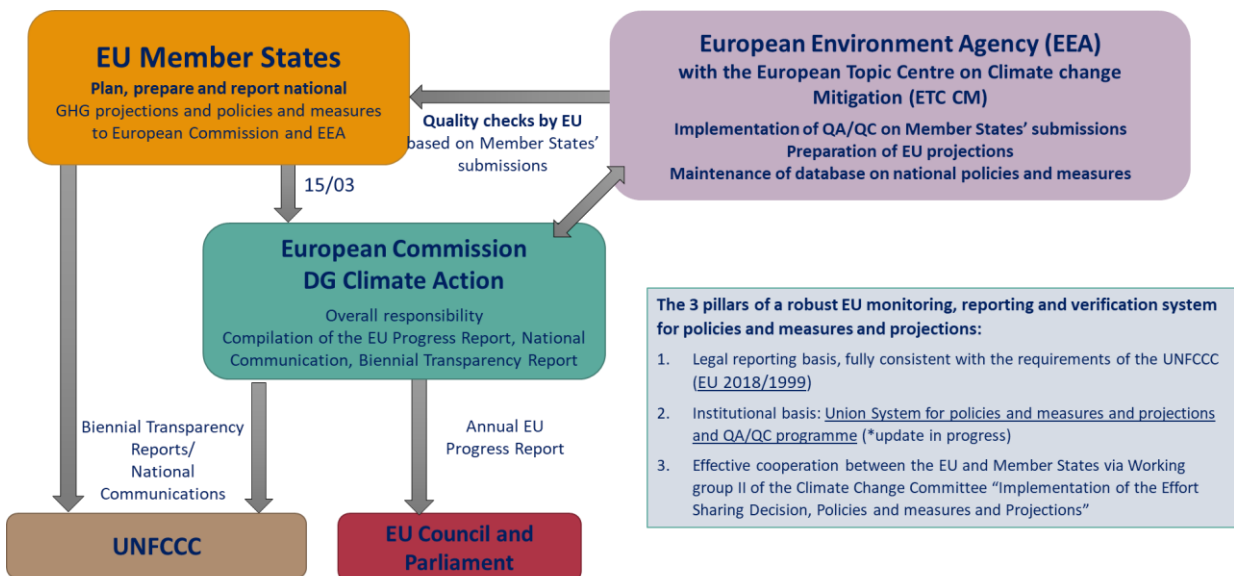 EU Member States
Plan, prepare and report national
GHG projections and policies and measures
to European Commission and EEA
European Environment Agency (EEA)
with the European Topic Centre on Climate change
Mitigation (ETC CM)
Implementation of QA/QC on Member States' submissions
Preparation of EU projections
Maintenance of database on national policies and measures
Quality checks by EU
based on Member States'
submissions
15/03
European Commission
DG Climate Action
Overall responsibility
Compilation of the EU Progress Report, National
Communication, Biennial Transparency Report
The 3 pillars of a robust EU monitoring, reporting and verification system
for policies and measures and projections:
1. Legal reporting basis, fully consistent with the requirements of the UNFCCC
(EU 2018/1999)
2. Institutional basis: Union System for policies and measures and projections
and QA/QC programme (*update in progress)
3. Effective cooperation between the EU and Member States via Working
group II of the Climate Change Committee “Implementation of the Effort
Sharing Decision, Policies and measures and Projections”
Biennial Transparency
Reports/
National
Communications
Annual EU
Progress Report
UNFCCC
EU Council and
Parliament